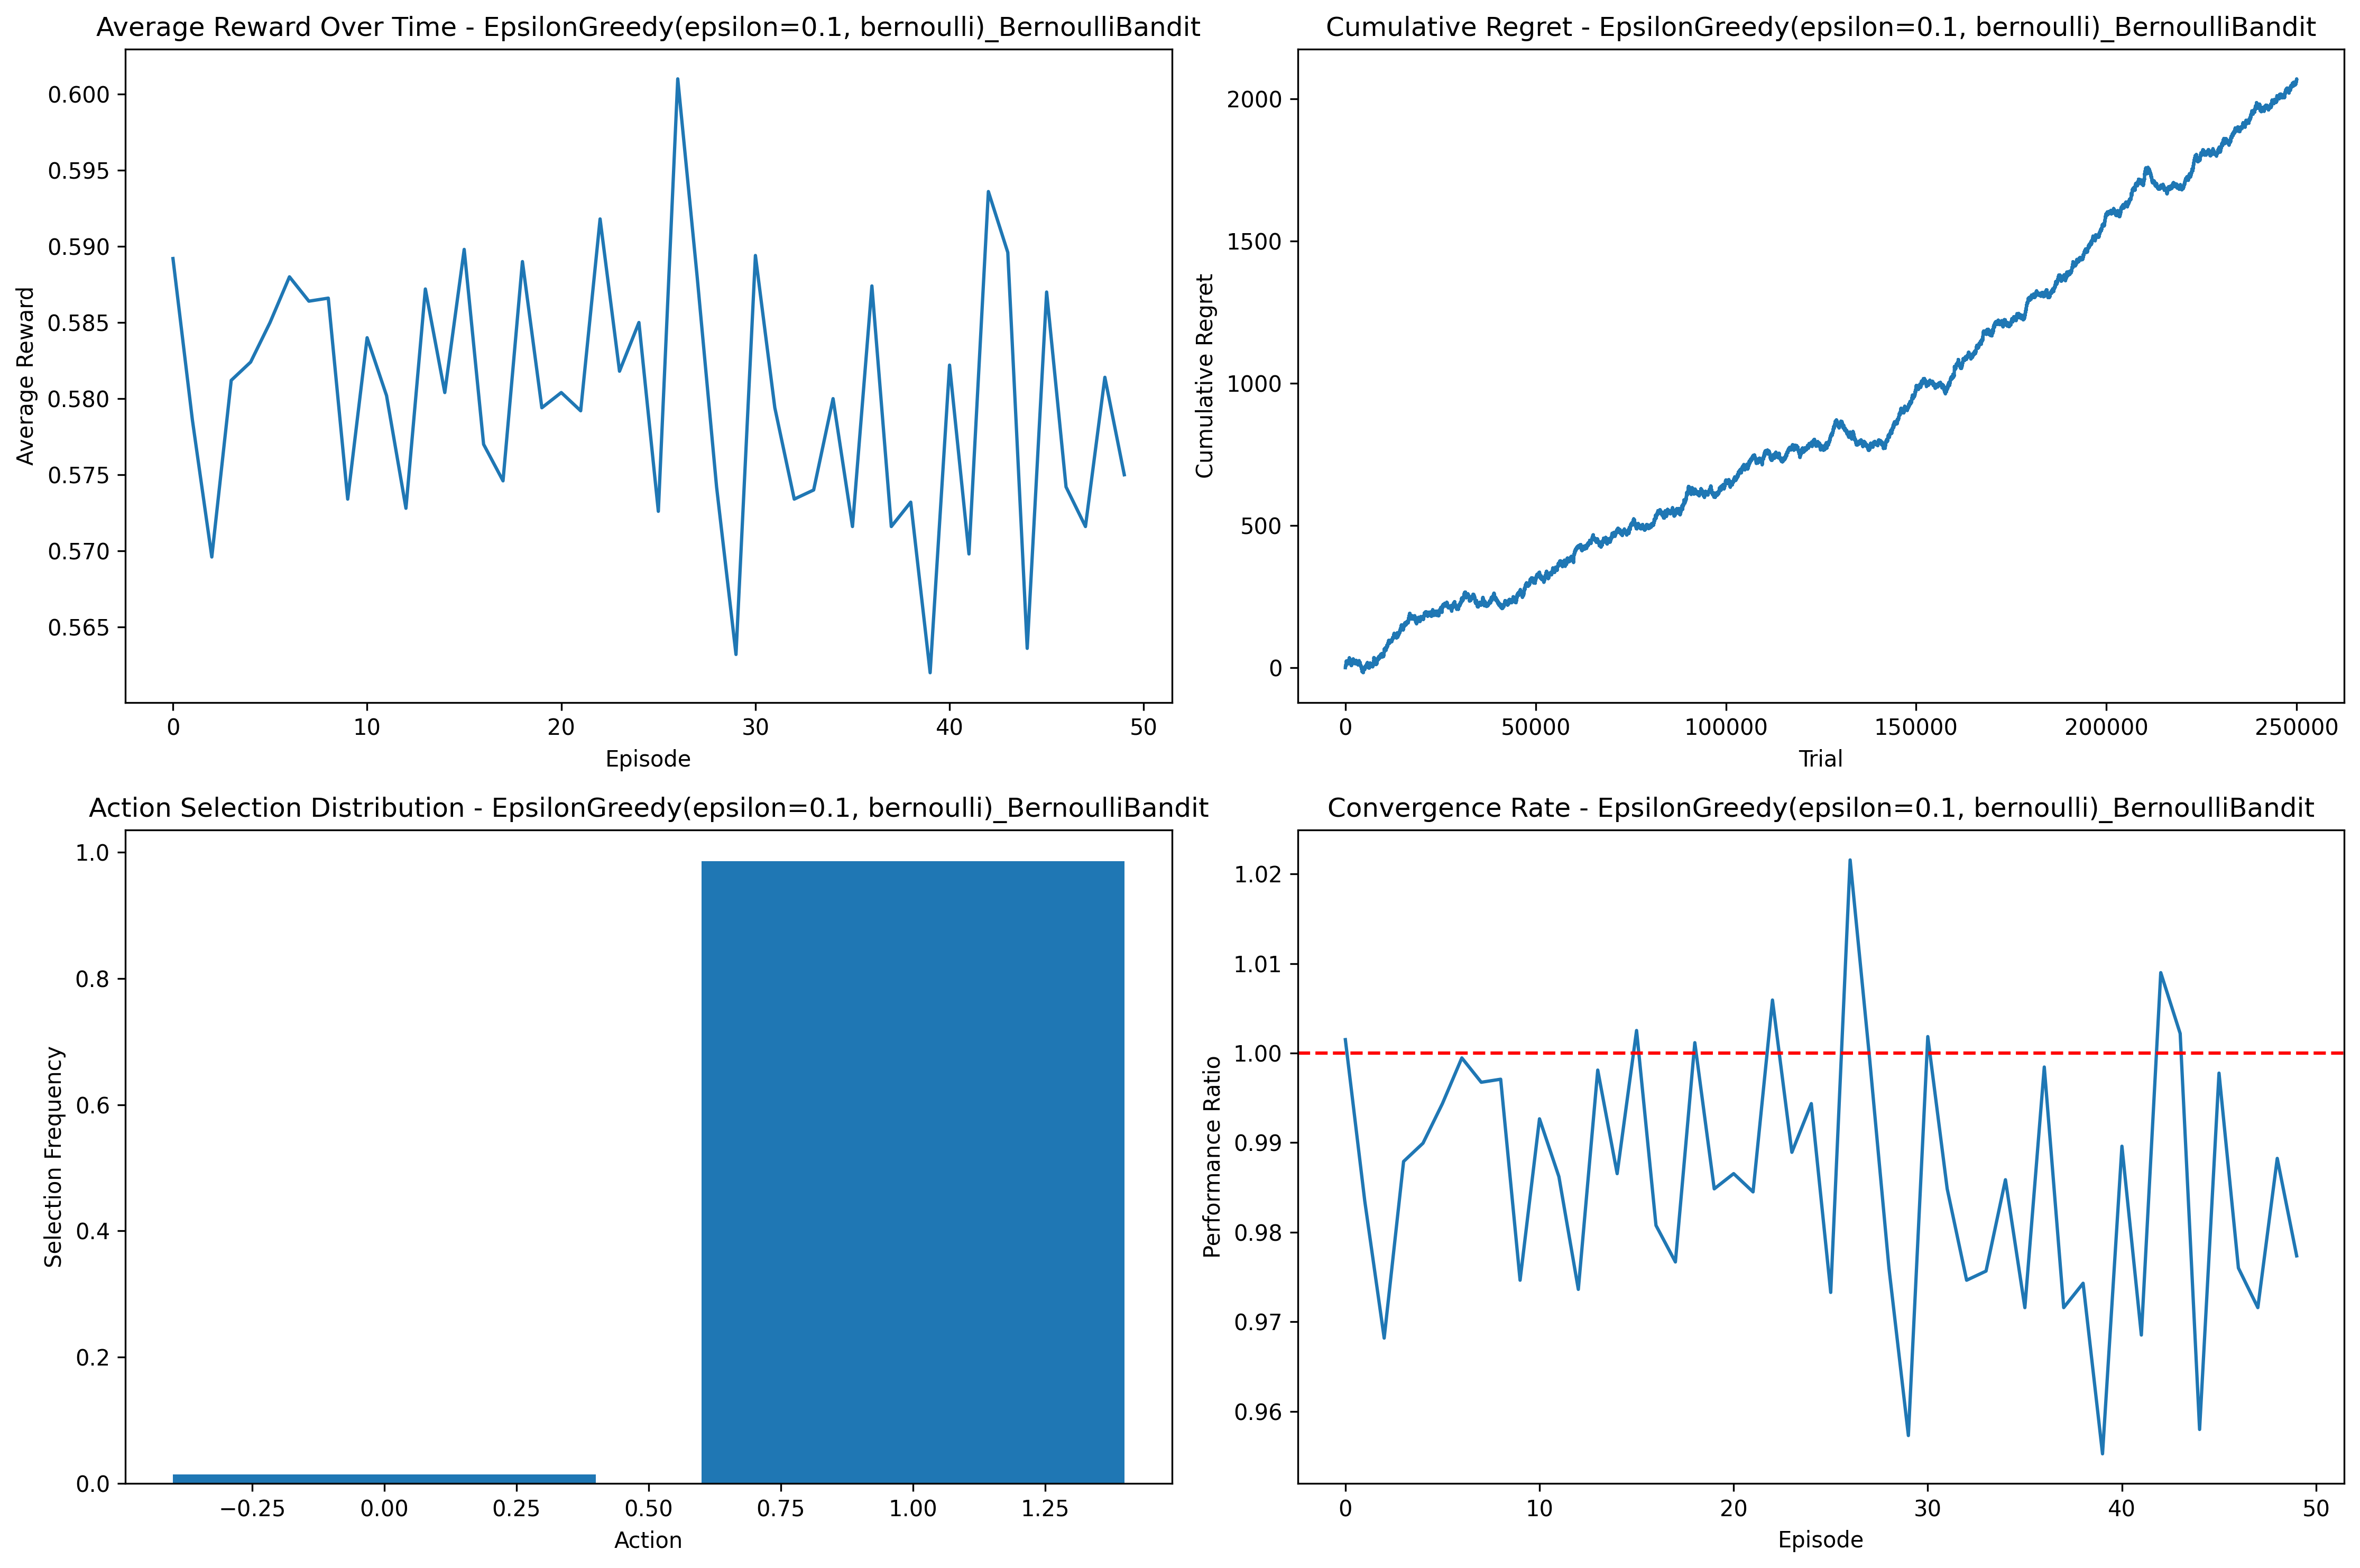 Average Reward Over Time - EpsilonGreedy(epsilon=0.1, bernoulli)_BernoulliBandit
0.600
0.595
0.590
0.585
0.580
0.575
0.570
0.565
Average Reward
0 10 20 30 40 50
Episode
Cumulative Regret - EpsilonGreedy(epsilon=0.1, bernoulli)_BernoulliBandit
2000
1500
1000
500
0
Cumulative Regret
0 50000 100000 150000 200000 250000
Trial
Action Selection Distribution - EpsilonGreedy(epsilon=0.1, bernoulli)_BernoulliBandit
1.0
0.8
0.6
0.4
0.2
0.0
Selection Frequency
−0.25 0.00 0.25 0.50 0.75 1.00 1.25
Action
Convergence Rate - EpsilonGreedy(epsilon=0.1, bernoulli)_BernoulliBandit
1.02
1.01
1.00
0.99
0.98
0.97
0.96
Performance Ratio
0 10 20 30 40 50
Episode